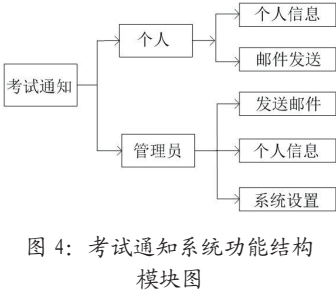 个人信息
个人
邮件发送
考试通知
发送邮件
管理员
个人信息
系统设置
图 4：考试通知系统功能结构
模块图